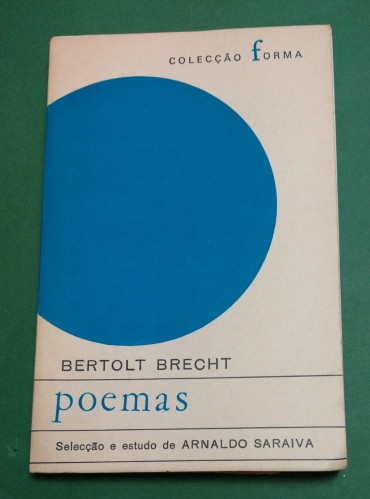 COLECÇÃO FORMA
BERTOLT BRECHT
poemas
Selecção e estudo de ARNALDO SARAIVA